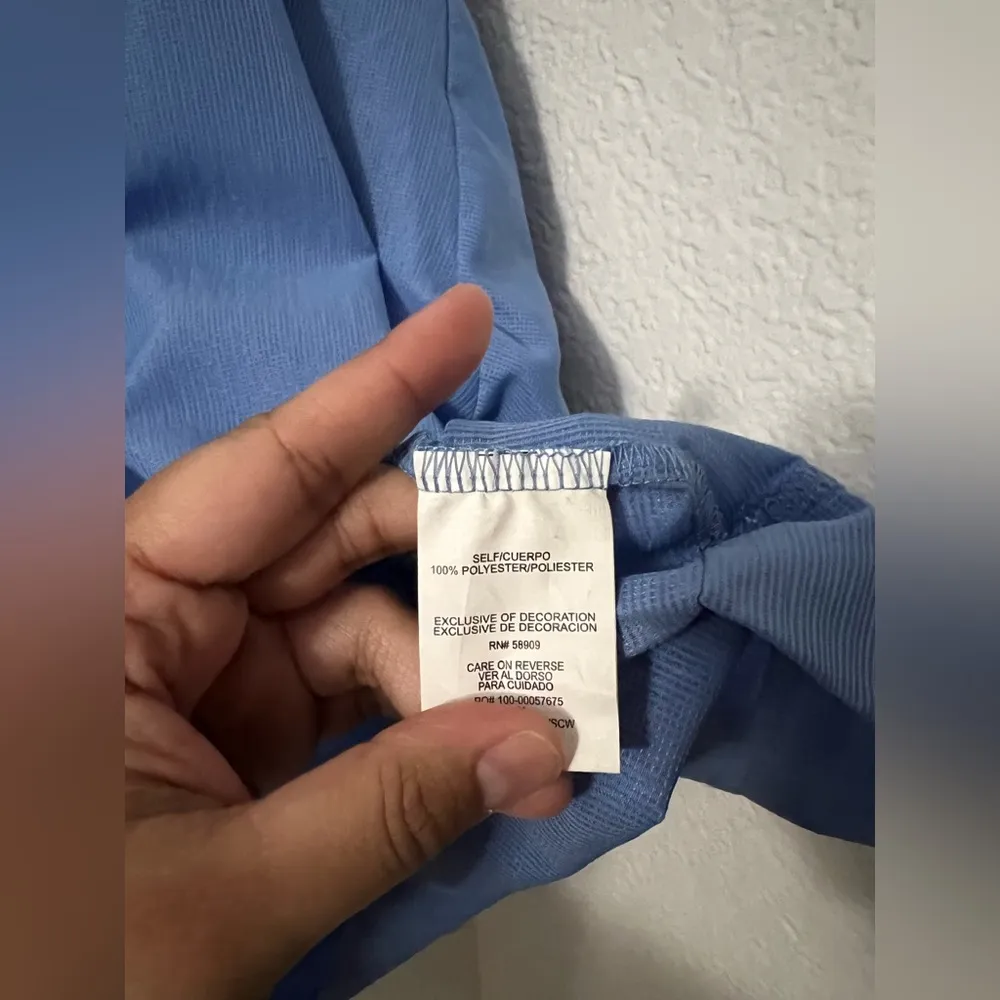 SELF/CUERPO
100% POLYESTER/POLIESTER
EXCLUSIVE OF DECORATION
EXCLUSIVE DE DECORACION
RN# 58909
CARE ON REVERSE
VER AL DORSO
PARA CUIDADO
PO# 100-00057675
/SCW